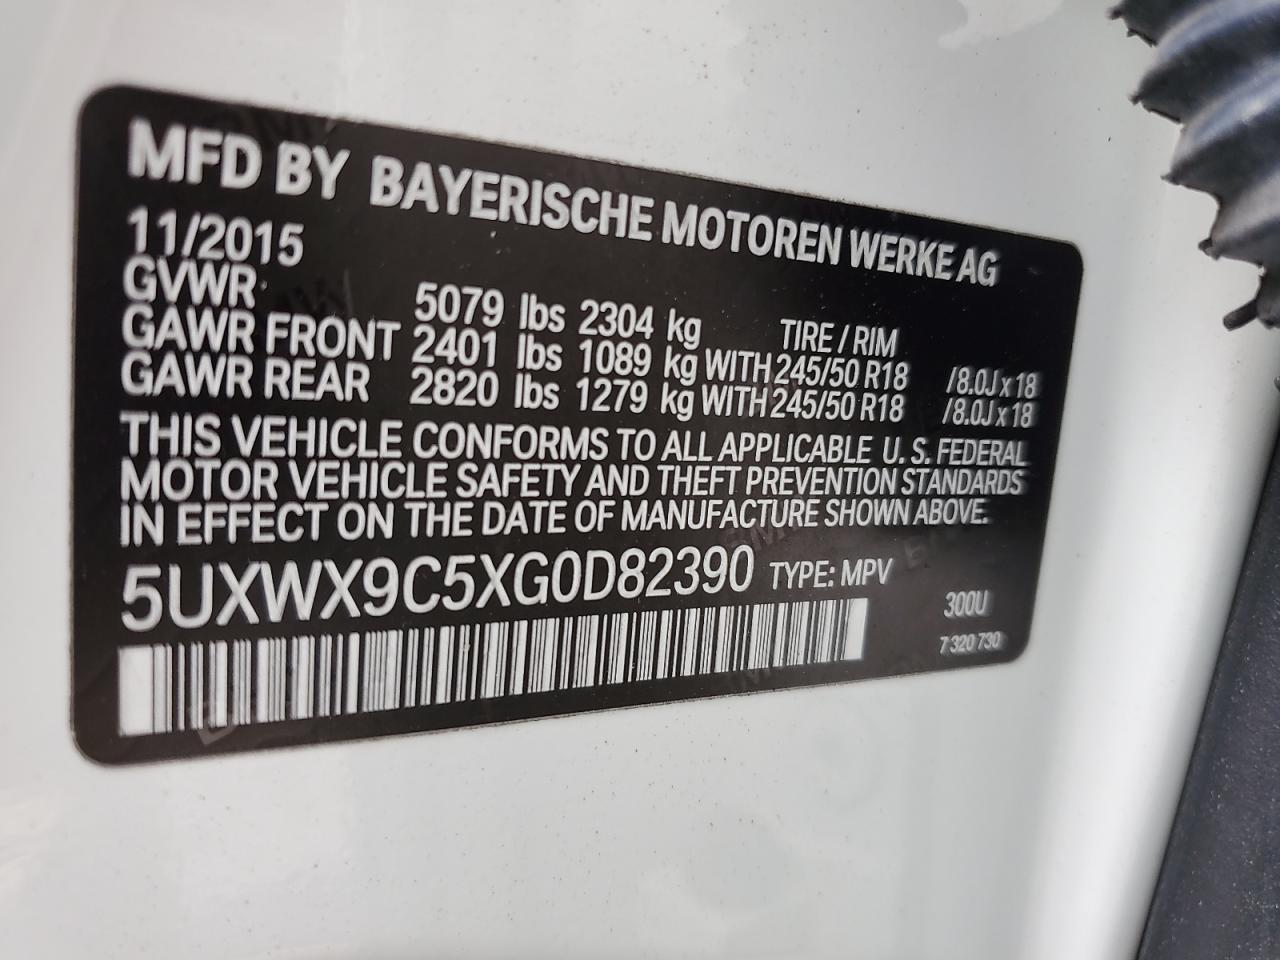 MFD BY BAYERISCHE MOTOREN WERKE AG
11/2015
GVWR 5079 lbs 2304 kg TIRE / RIM
GAWR FRONT 2401 lbs 1089 kg WITH 245/50 R18 /8.0J x 18
GAWR REAR 2820 lbs 1279 kg WITH 245/50 R18 /8.0J x 18
THIS VEHICLE CONFORMS TO ALL APPLICABLE U. S. FEDERAL
MOTOR VEHICLE SAFETY AND THEFT PREVENTION STANDARDS
IN EFFECT ON THE DATE OF MANUFACTURE SHOWN ABOVE.
5UXWX9C5XG0D82390 TYPE: MPV
300U
7 320 730